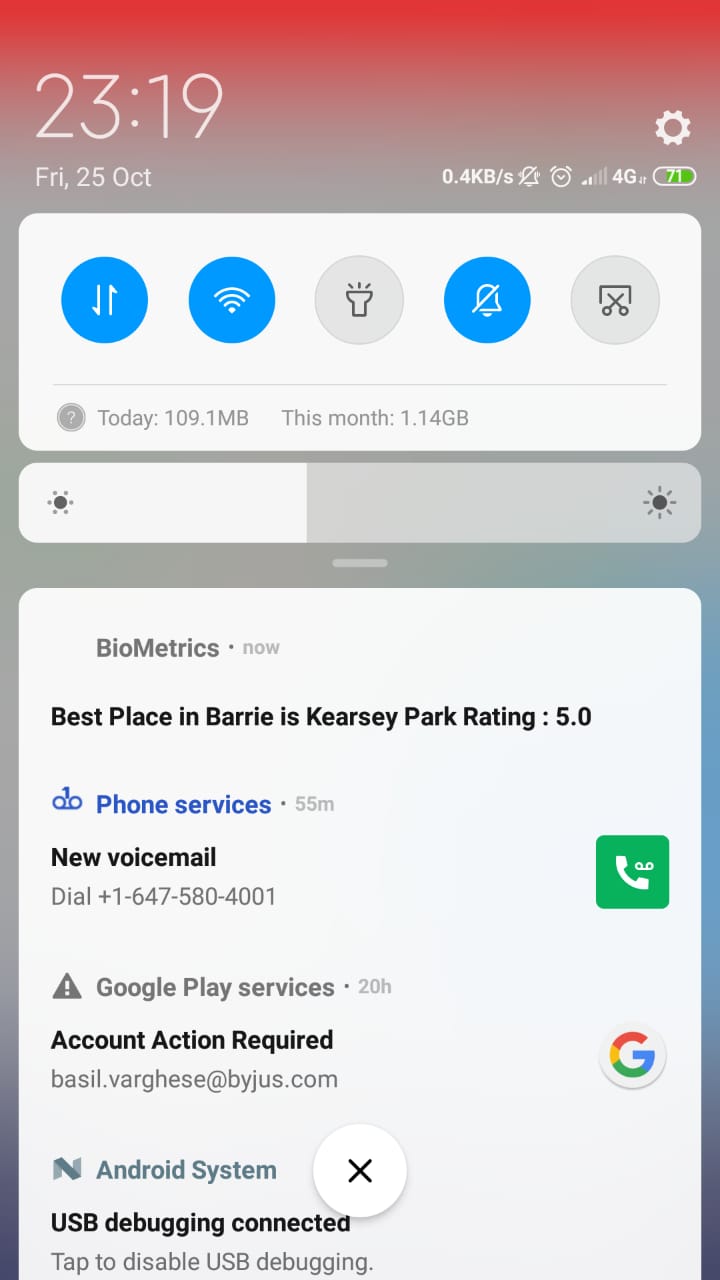 23:19
Fri, 25 Oct
0.4KB/s 4G 71
? Today: 109.1MB This month: 1.14GB
BioMetrics · now
Best Place in Barrie is Kearsey Park Rating : 5.0
Phone services · 55m
New voicemail
Dial +1-647-580-4001
Google Play services · 20h
Account Action Required
basil.varghese@byjus.com
Android System
USB debugging connected
Tap to disable USB debugging.